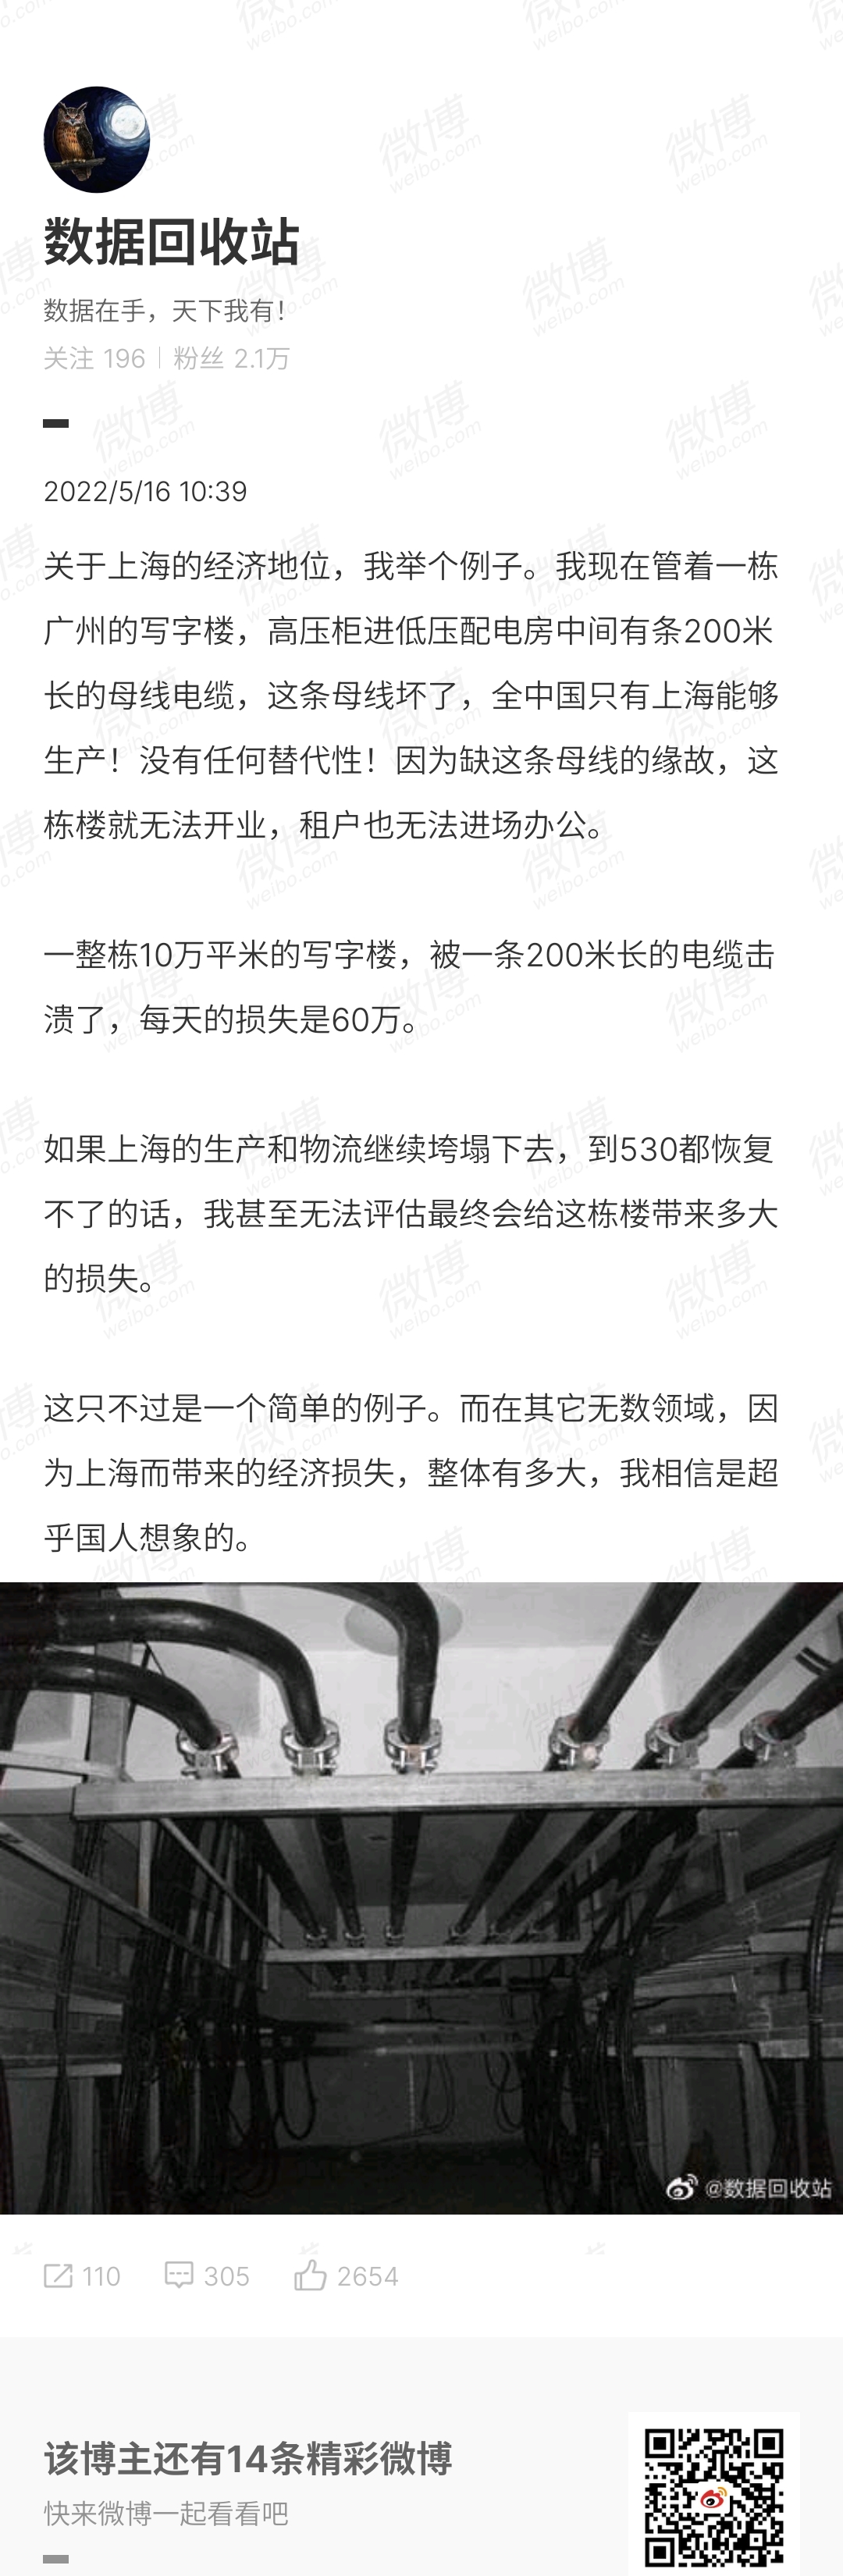 数据回收站
数据在手，天下我有！
关注 196 | 粉丝 2.1万
2022/5/16 10:39
关于上海的经济地位，我举个例子。我现在管着一栋
广州的写字楼，高压柜进低压配电房中间有条200米
长的母线电缆，这条母线坏了，全中国只有上海能够
生产！没有任何替代性！因为缺这条母线的缘故，这
栋楼就无法开业，租户也无法进场办公。
一整栋10万平米的写字楼，被一条200米长的电缆击
溃了，每天的损失是60万。
如果上海的生产和物流继续垮塌下去，到530都恢复
不了的话，我甚至无法评估最终会给这栋楼带来多大
的损失。
这只不过是一个简单的例子。而在其它无数领域，因
为上海而带来的经济损失，整体有多大，我相信是超
乎国人想象的。
@数据回收站
110 305 2654
该博主还有14条精彩微博
快来微博一起看看吧
微博
weibo.com